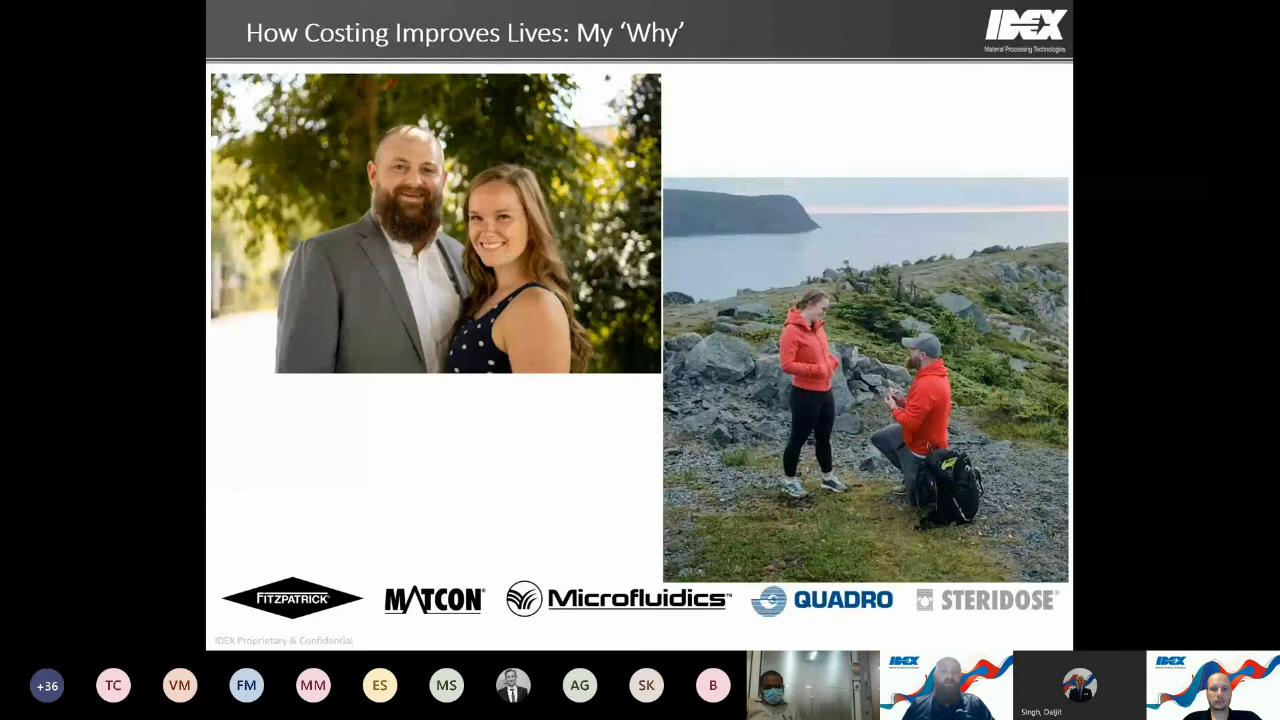 How Costing Improves Lives: My ‘Why’
IDEX
Material Processing Technologies
FITZPATRICK®
MATCON®
Microfluidics™
QUADRO
STERIDOSE®
IDEX Proprietary & Confidential
+36
TC
VM
FM
MM
ES
MS
AG
SK
B
IDEX
Singh, Daljit
IDEX